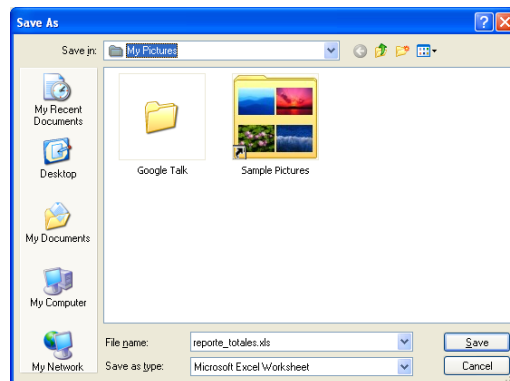 Save As
Save in:
My Pictures
My Recent
Documents
Desktop
My Documents
My Computer
My Network
Google Talk
Sample Pictures
File name:
reporte_totales.xls
Save
Save as type:
Microsoft Excel Worksheet
Cancel